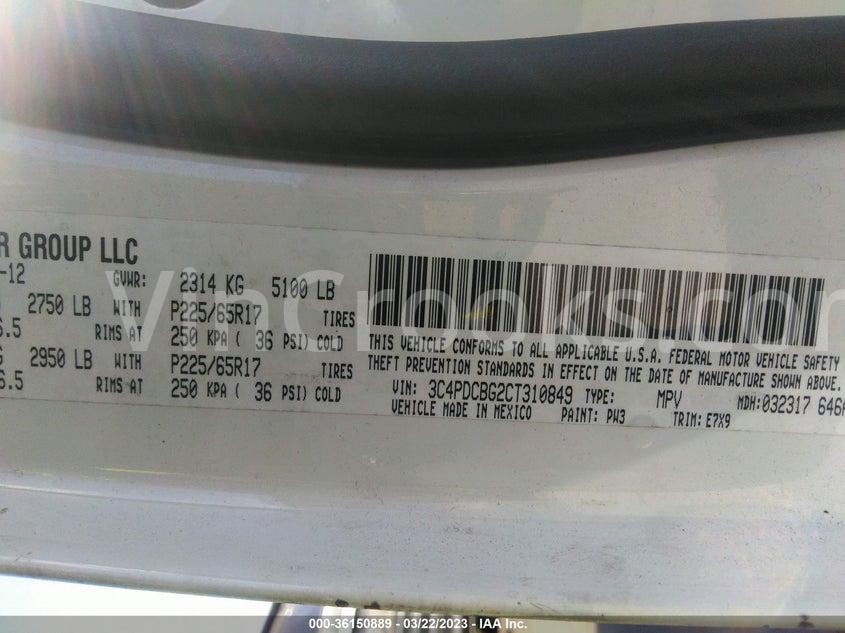 R GROUP LLC
-12 GVWR: 2314 KG 5100 LB
2750 LB WITH P225/65R17 TIRES
6.5 RIMS AT 250 KPA ( 36 PSI) COLD
G 2950 LB WITH P225/65R17 TIRES
6.5 RIMS AT 250 KPA ( 36 PSI) COLD
THIS VEHICLE CONFORMS TO ALL APPLICABLE U.S.A. FEDERAL MOTOR VEHICLE SAFETY
THEFT PREVENTION STANDARDS IN EFFECT ON THE DATE OF MANUFACTURE SHOWN ABOVE.
VIN: 3C4PDCBG2CT310849 TYPE: MPV MDH:032317 646
VEHICLE MADE IN MEXICO PAINT: PW3 TRIM: E7X9
VinCrooks.com
000-36150889 - 03/22/2023 - IAA Inc.